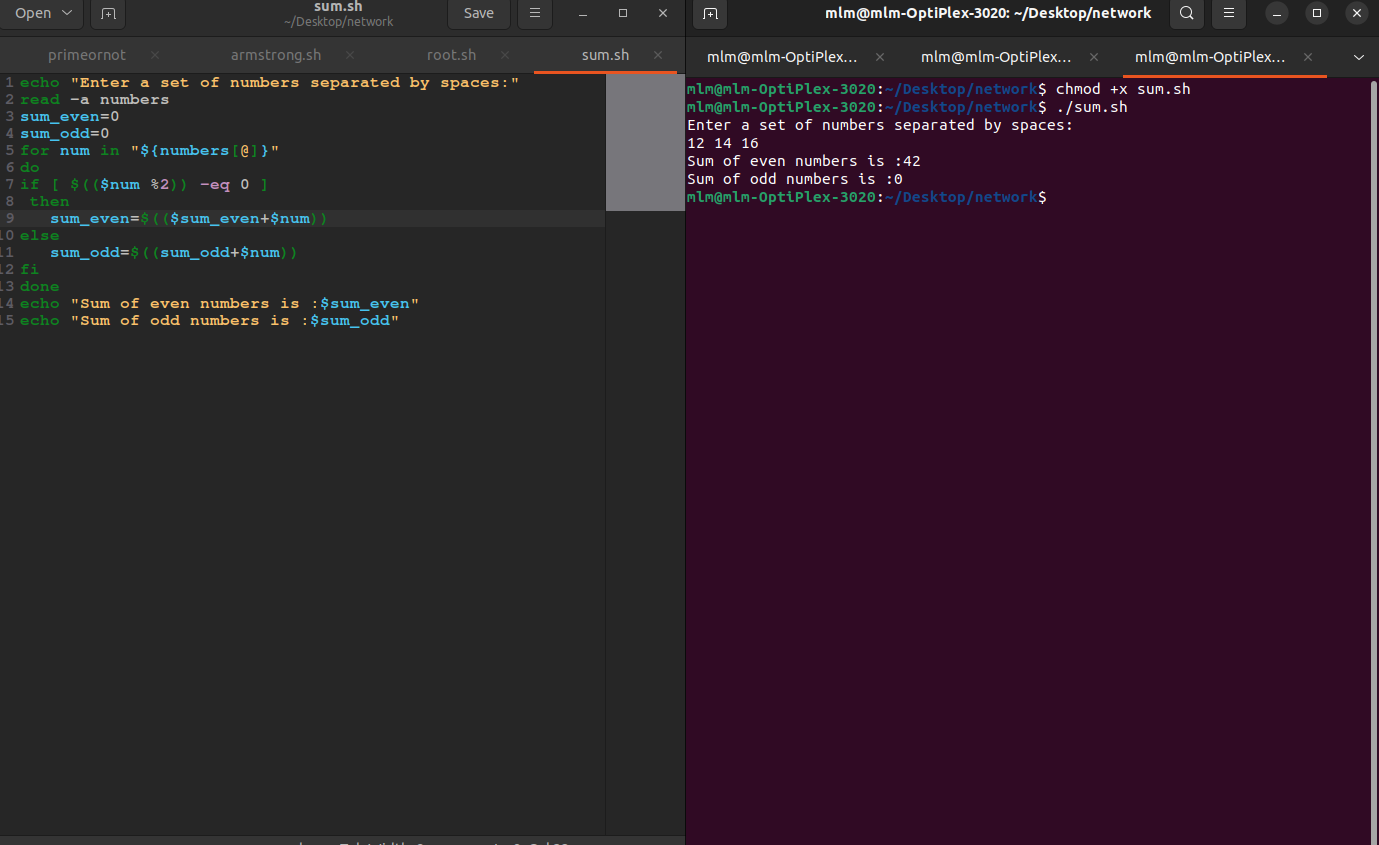 Open
sum.sh
~/Desktop/network
Save
primeornot
armstrong.sh
root.sh
sum.sh
1 echo "Enter a set of numbers separated by spaces:"
2 read -a numbers
3 sum_even=0
4 sum_odd=0
5 for num in "${numbers[@]}"
6 do
7 if [ $(($num %2)) -eq 0 ]
8  then
9    sum_even=$(($sum_even+$num))
10 else
11    sum_odd=$((sum_odd+$num))
12 fi
13 done
14 echo "Sum of even numbers is :$sum_even"
15 echo "Sum of odd numbers is :$sum_odd"
mlm@mlm-OptiPlex-3020: ~/Desktop/network
mlm@mlm-OptiPlex...
mlm@mlm-OptiPlex...
mlm@mlm-OptiPlex...
mlm@mlm-OptiPlex-3020:~/Desktop/network$ chmod +x sum.sh
mlm@mlm-OptiPlex-3020:~/Desktop/network$ ./sum.sh
Enter a set of numbers separated by spaces:
12 14 16
Sum of even numbers is :42
Sum of odd numbers is :0
mlm@mlm-OptiPlex-3020:~/Desktop/network$